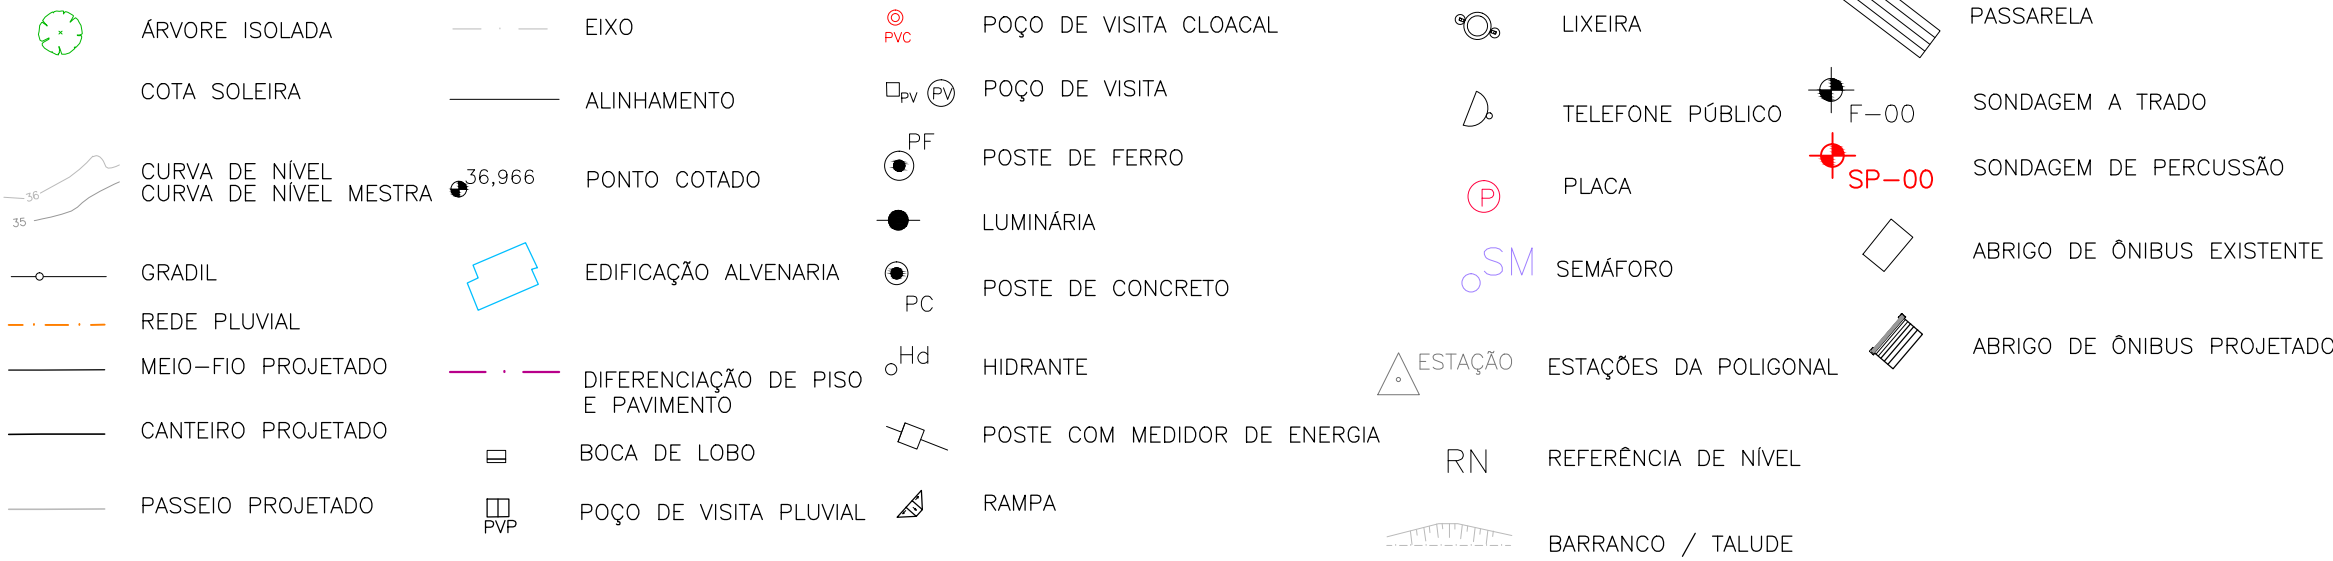 ÁRVORE ISOLADA
COTA SOLEIRA
36
35
CURVA DE NÍVEL
CURVA DE NÍVEL MESTRA
GRADIL
REDE PLUVIAL
MEIO-FIO PROJETADO
CANTEIRO PROJETADO
PASSEIO PROJETADO
EIXO
ALINHAMENTO
36,966
PONTO COTADO
EDIFICAÇÃO ALVENARIA
DIFERENCIAÇÃO DE PISO
E PAVIMENTO
BOCA DE LOBO
PVP
POÇO DE VISITA PLUVIAL
PVC
POÇO DE VISITA CLOACAL
PV PV
POÇO DE VISITA
PF
POSTE DE FERRO
LUMINÁRIA
PC
POSTE DE CONCRETO
Hd
HIDRANTE
POSTE COM MEDIDOR DE ENERGIA
RAMPA
LIXEIRA
TELEFONE PÚBLICO
P
PLACA
SM
SEMÁFORO
ESTAÇÃO
ESTAÇÕES DA POLIGONAL
RN
REFERÊNCIA DE NÍVEL
BARRANCO / TALUDE
PASSARELA
F-00
SONDAGEM A TRADO
SP-00
SONDAGEM DE PERCUSSÃO
ABRIGO DE ÔNIBUS EXISTENTE
ABRIGO DE ÔNIBUS PROJETADO